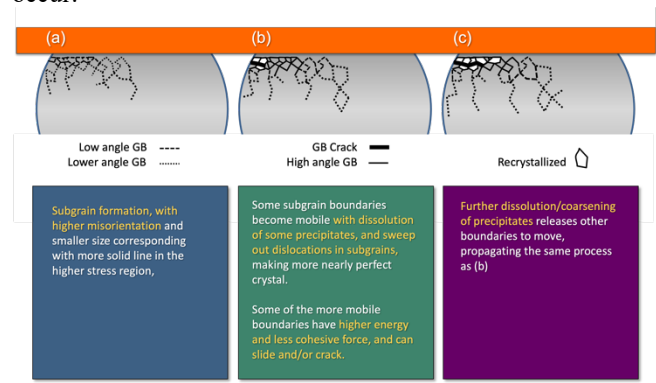 (a)
(b)
(c)
Low angle GB
Lower angle GB
GB Crack
High angle GB
Recrystallized
Subgrain formation, with
higher misorientation and
smaller size corresponding
with more solid line in the
higher stress region,
Some subgrain boundaries
become mobile with dissolution
of some precipitates, and sweep
out dislocations in subgrains,
making more nearly perfect
crystal.
Some of the more mobile
boundaries have higher energy
and less cohesive force, and can
slide and/or crack.
Further dissolution/coarsening
of precipitates releases other
boundaries to move,
propagating the same process
as (b)